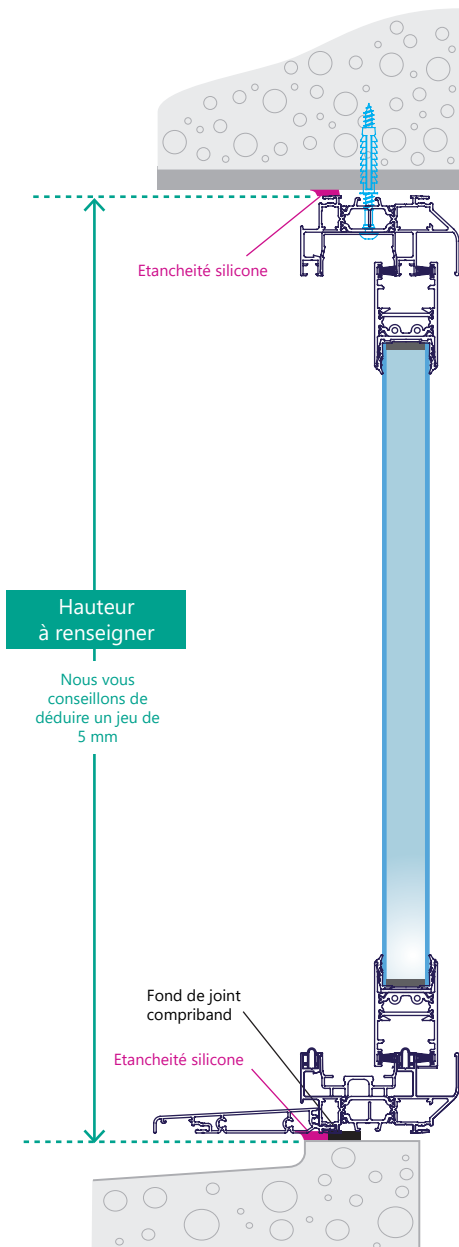 Etancheité silicone
Hauteur
à renseigner
Nous vous
conseillons de
déduire un jeu de
5 mm
Fond de joint
compriband
Etancheité silicone